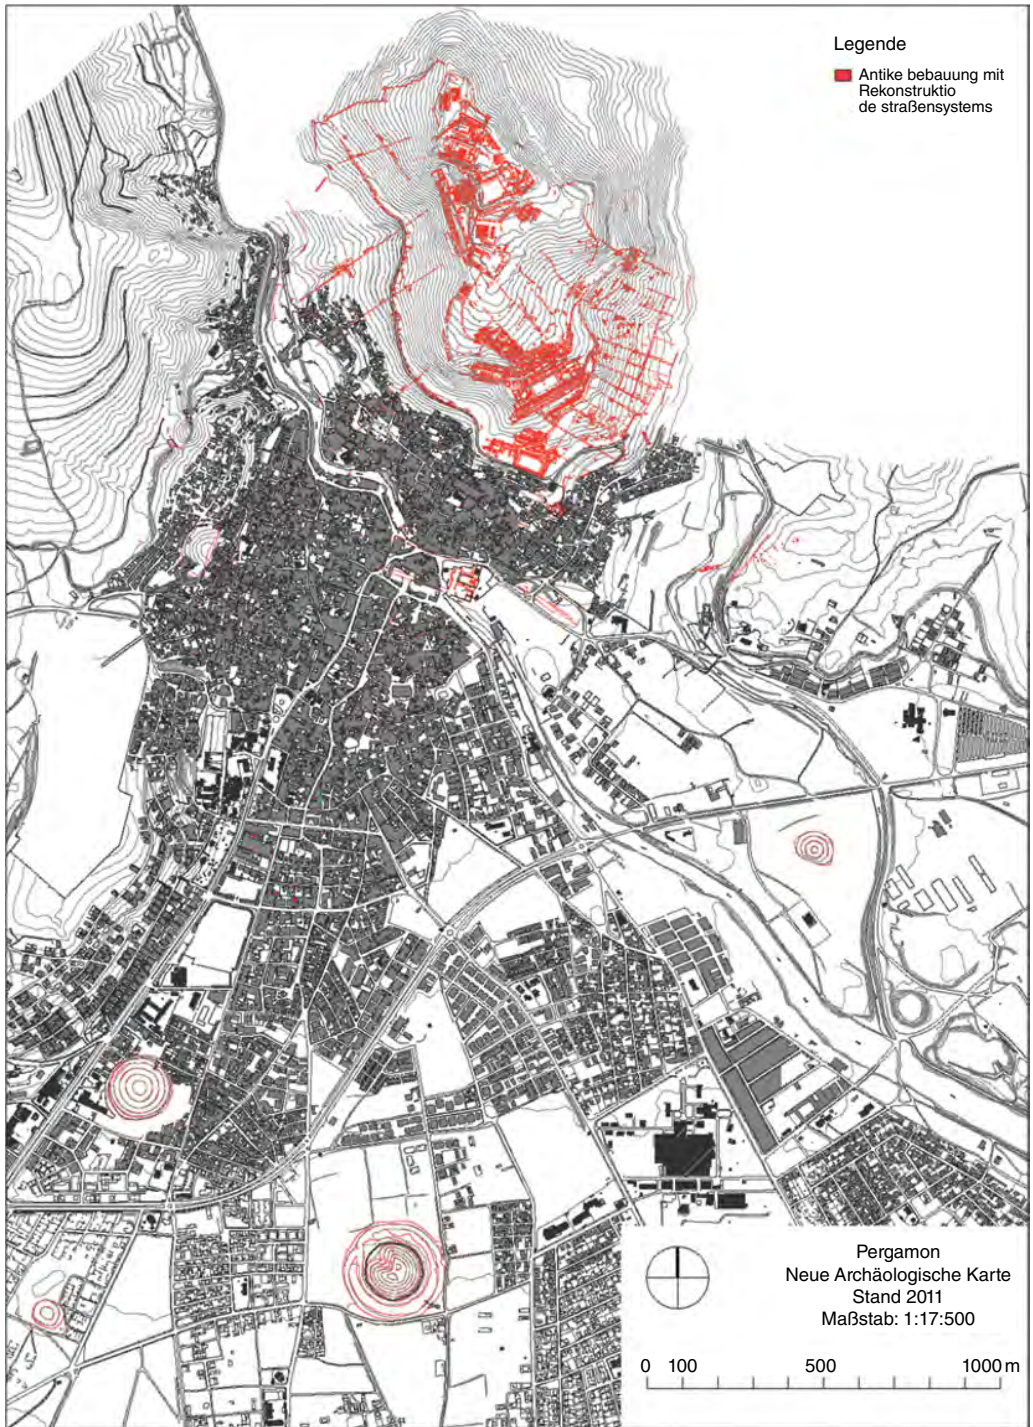 Legende
Antike bebauung mit
Rekonstruktio
de straßensystems
Pergamon
Neue Archäologische Karte
Stand 2011
Maßstab: 1:17:500
0 100 500 1000 m